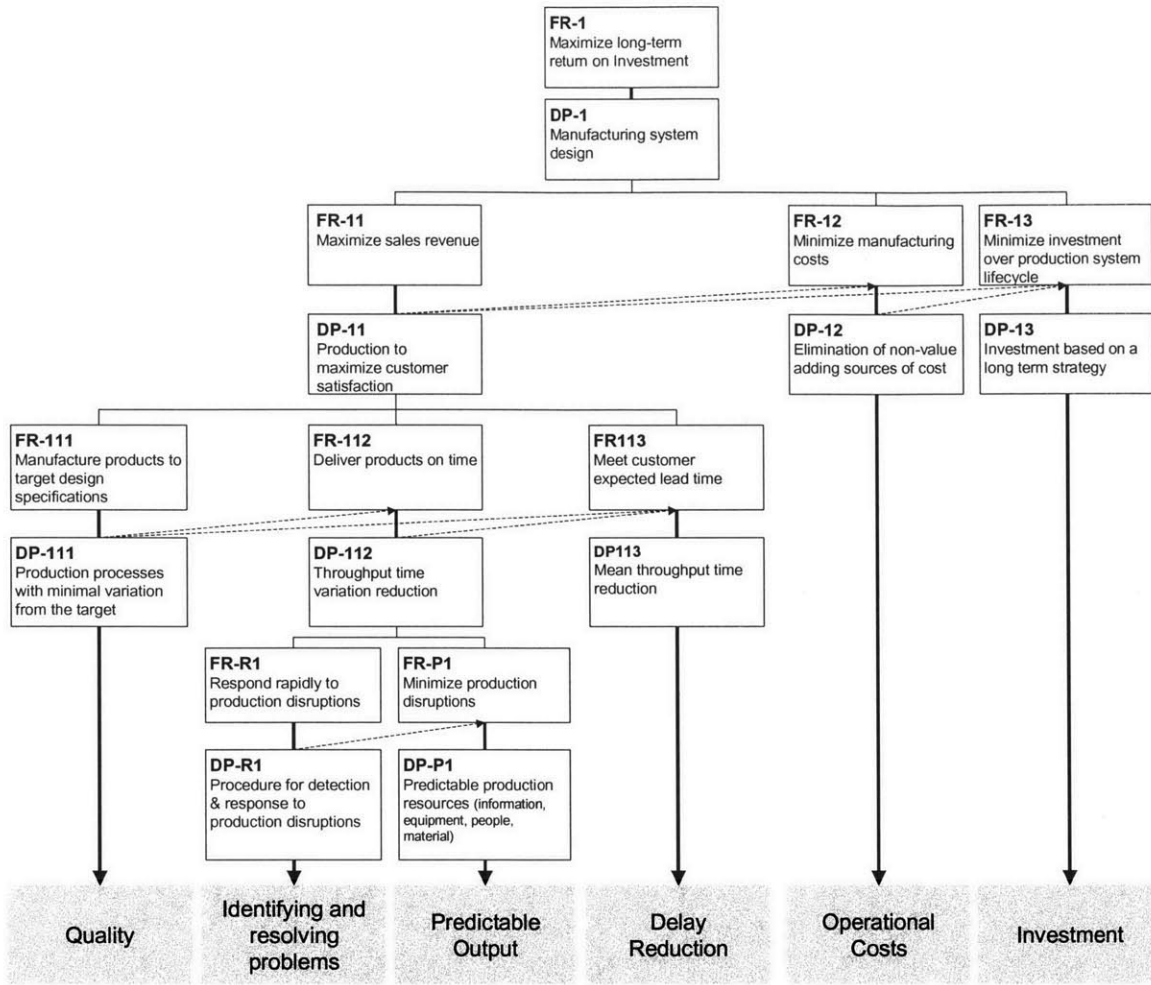 FR-1
Maximize long-term
return on Investment
DP-1
Manufacturing system
design
FR-11
Maximize sales revenue
FR-12
Minimize manufacturing
costs
FR-13
Minimize investment
over production system
lifecycle
DP-11
Production to
maximize customer
satisfaction
DP-12
Elimination of non-value
adding sources of cost
DP-13
Investment based on a
long term strategy
FR-111
Manufacture products to
target design
specifications
FR-112
Deliver products on time
FR113
Meet customer
expected lead time
DP-111
Production processes
with minimal variation
from the target
DP-112
Throughput time
variation reduction
DP113
Mean throughput time
reduction
FR-R1
Respond rapidly to
production disruptions
FR-P1
Minimize production
disruptions
DP-R1
Procedure for detection
& response to
production disruptions
DP-P1
Predictable production
resources (information,
equipment, people,
material)
Quality
Identifying and
resolving
problems
Predictable
Output
Delay
Reduction
Operational
Costs
Investment